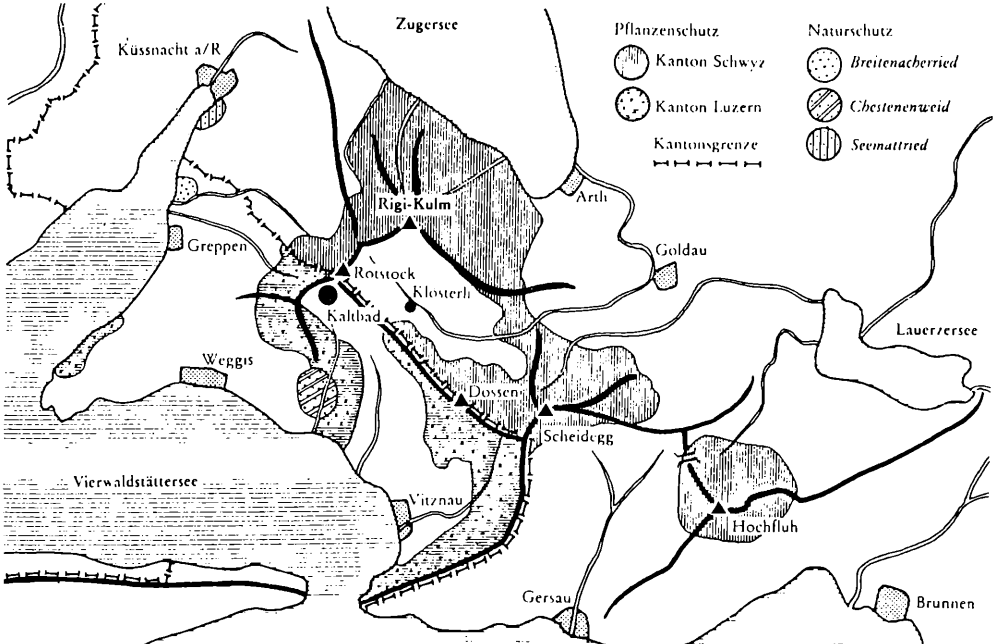 Zugersee
Küssnacht a/R
Pflanzenschutz
Kanton Schwyz
Kanton Luzern
Kantonsgrenze
Naturschutz
Breitenacherried
Chestenenweid
Seemattried
Arth
Rigi-Kulm
Greppen
Goldau
Rotstock
Klösterli
Kaltbad
Lauerzersee
Weggis
Dossen
Scheidegg
Vierwaldstättersee
Vitznau
Hochfluh
Gersau
Brunnen